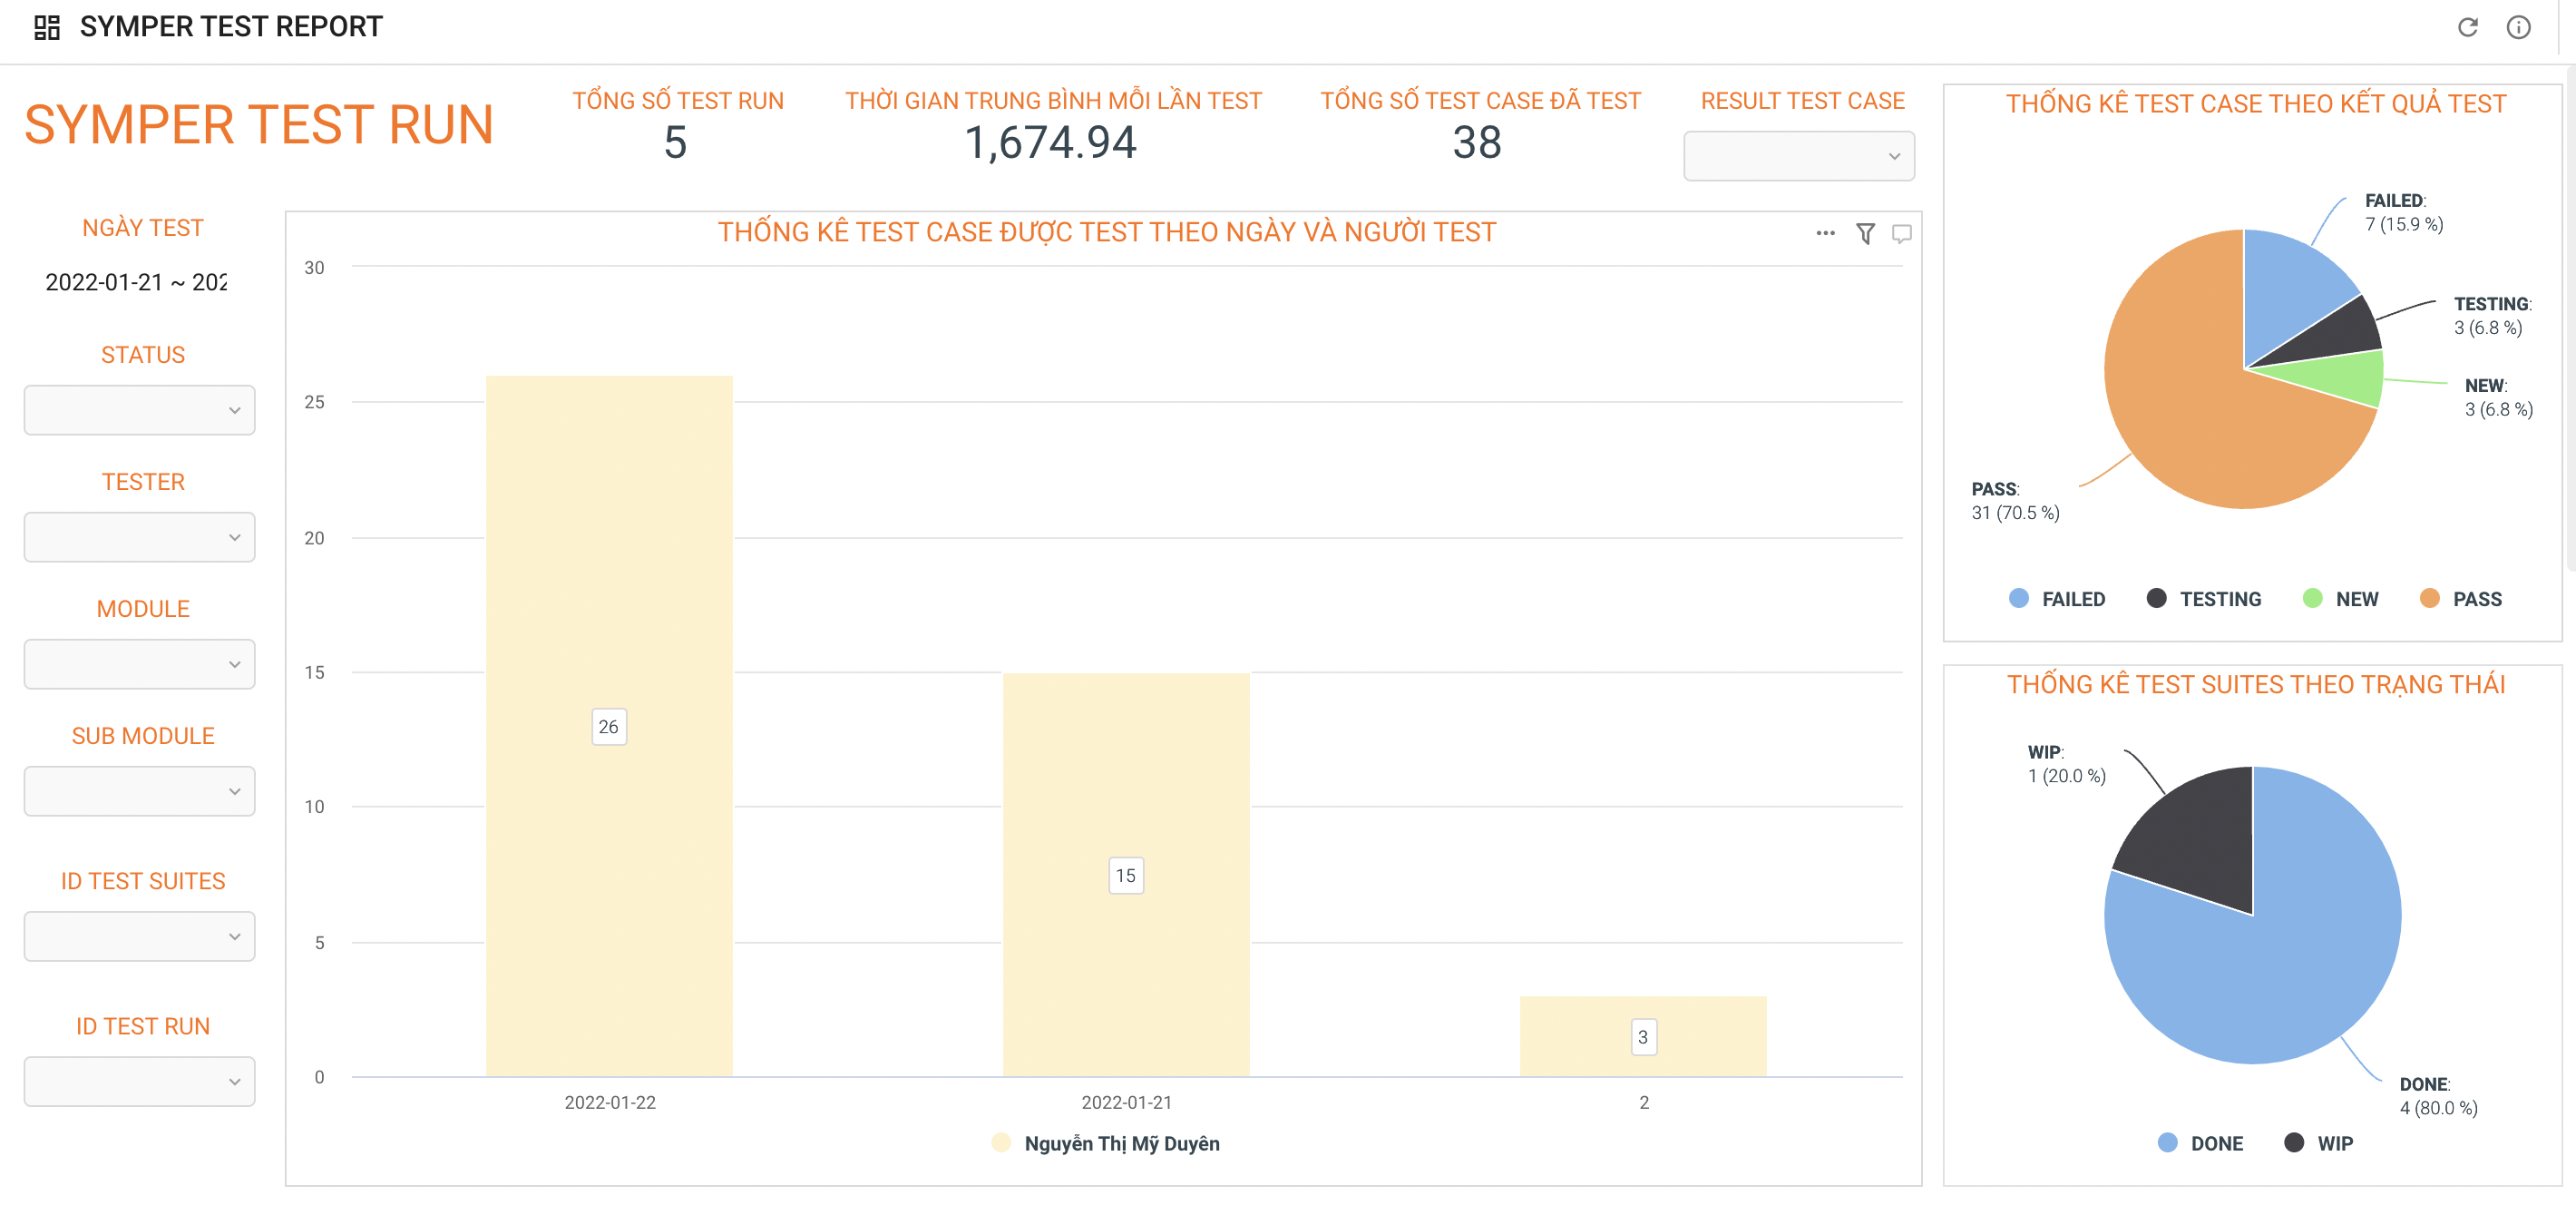 SYMPER TEST REPORT
SYMPER TEST RUN
TỔNG SỐ TEST RUN
5
THỜI GIAN TRUNG BÌNH MỖI LẦN TEST
1,674.94
TỔNG SỐ TEST CASE ĐÃ TEST
38
RESULT TEST CASE
NGÀY TEST
2022-01-21 ~ 202
STATUS
TESTER
MODULE
SUB MODULE
ID TEST SUITES
ID TEST RUN
THỐNG KÊ TEST CASE ĐƯỢC TEST THEO NGÀY VÀ NGƯỜI TEST
30
25
20
15
10
5
0
26
15
3
2022-01-22
2022-01-21
2
Nguyễn Thị Mỹ Duyên
THỐNG KÊ TEST CASE THEO KẾT QUẢ TEST
FAILED:
7 (15.9 %)
TESTING:
3 (6.8 %)
NEW:
3 (6.8 %)
PASS:
31 (70.5 %)
FAILED TESTING NEW PASS
THỐNG KÊ TEST SUITES THEO TRẠNG THÁI
WIP:
1 (20.0 %)
DONE:
4 (80.0 %)
DONE WIP